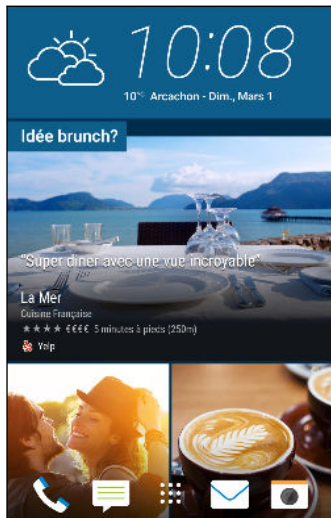 10:08
10°C Arcachon - Dim., Mars 1
Idée brunch?
"Super diner avec une vue incroyable"
La Mer
Cuisine Française
★★★★ €€€€ 5 minutes à pieds (250m)
Yelp